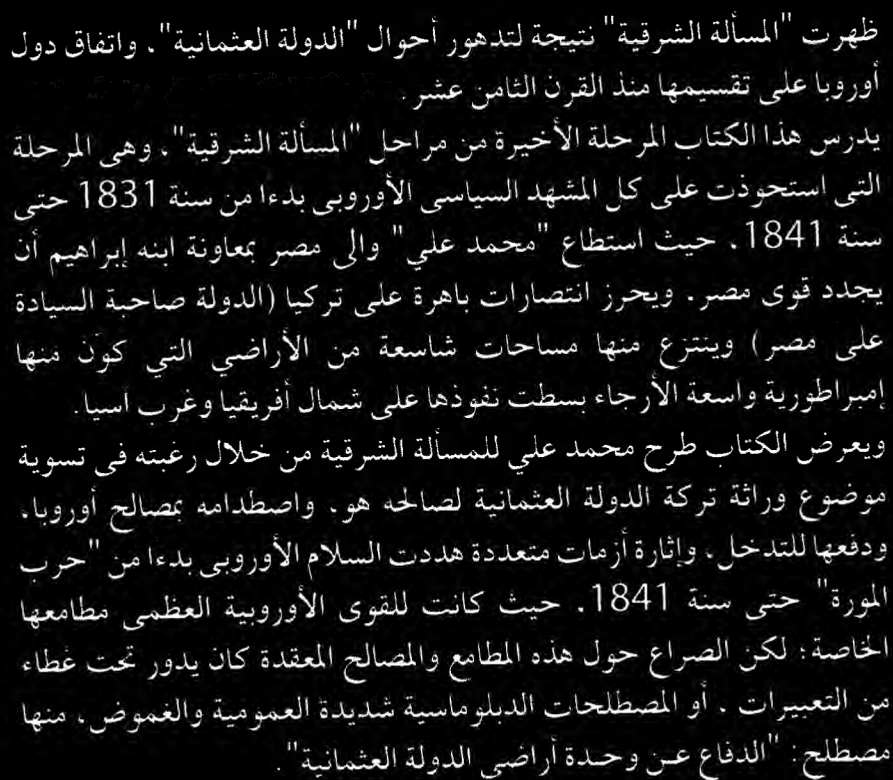 ظهرت "المسألة الشرقية" نتيجة لتدهور أحوال "الدولة العثمانية"، واتفاق دول
أوروبا على تقسيمها منذ القرن الثامن عشر.
يدرس هذا الكتاب المرحلة الأخيرة من مراحل "المسألة الشرقية"، وهى المرحلة
التى استحوذت على كل المشهد السياسى الأوروبى بدءا من سنة 1831 حتى
سنة 1841، حيث استطاع "محمد علي" والى مصر بمعاونة ابنه إبراهيم أن
يجدد قوى مصر، ويحرز انتصارات باهرة على تركيا (الدولة صاحبة السيادة
على مصر) وينتزع منها مساحات شاسعة من الأراضي التي كوّن منها
إمبراطورية واسعة الأرجاء بسطت نفوذها على شمال أفريقيا وغرب آسيا.
ويعرض الكتاب طرح محمد علي للمسألة الشرقية من خلال رغبته فى تسوية
موضوع وراثة تركة الدولة العثمانية لصالحه هو، واصطدامه بمصالح أوروبا،
ودفعها للتدخل، وإثارة أزمات متعددة هددت السلام الأوروبى بدءا من "حرب
المورة" حتى سنة 1841، حيث كانت للقوى الأوروبية العظمى مطامعها
الخاصة؛ لكن الصراع حول هذه المطامع والمصالح المعقدة كان يدور تحت غطاء
من التعبيرات ، أو المصطلحات الدبلوماسية شديدة العمومية والغموض، منها
مصطلح: "الدفاع عن وحدة أراضى الدولة العثمانية".